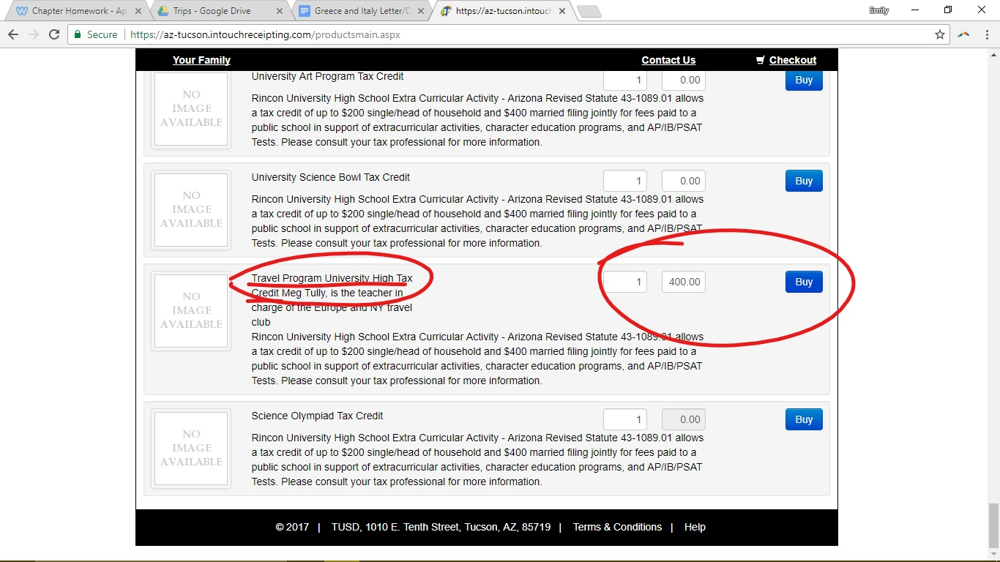 Chapter Homework - Ap
Trips - Google Drive
Greece and Italy Letter/D
https://az-tucson.intouch
Emily
Secure
https://az-tucson.intouchreceipting.com/productsmain.aspx
Your Family
Contact Us
Checkout
NO IMAGE AVAILABLE
University Art Program Tax Credit
1
0.00
Buy
Rincon University High School Extra Curricular Activity - Arizona Revised Statute 43-1089.01 allows
a tax credit of up to $200 single/head of household and $400 married filing jointly for fees paid to a
public school in support of extracurricular activities, character education programs, and AP/IB/PSAT
Tests. Please consult your tax professional for more information.
NO IMAGE AVAILABLE
University Science Bowl Tax Credit
1
0.00
Buy
Rincon University High School Extra Curricular Activity - Arizona Revised Statute 43-1089.01 allows
a tax credit of up to $200 single/head of household and $400 married filing jointly for fees paid to a
public school in support of extracurricular activities, character education programs, and AP/IB/PSAT
Tests. Please consult your tax professional for more information.
NO IMAGE AVAILABLE
Travel Program University High Tax
Credit Meg Tully, is the teacher in
charge of the Europe and NY travel
club
1
400.00
Buy
Rincon University High School Extra Curricular Activity - Arizona Revised Statute 43-1089.01 allows
a tax credit of up to $200 single/head of household and $400 married filing jointly for fees paid to a
public school in support of extracurricular activities, character education programs, and AP/IB/PSAT
Tests. Please consult your tax professional for more information.
NO IMAGE AVAILABLE
Science Olympiad Tax Credit
1
0.00
Buy
Rincon University High School Extra Curricular Activity - Arizona Revised Statute 43-1089.01 allows
a tax credit of up to $200 single/head of household and $400 married filing jointly for fees paid to a
public school in support of extracurricular activities, character education programs, and AP/IB/PSAT
Tests. Please consult your tax professional for more information.
© 2017 | TUSD, 1010 E. Tenth Street, Tucson, AZ, 85719 | Terms & Conditions | Help